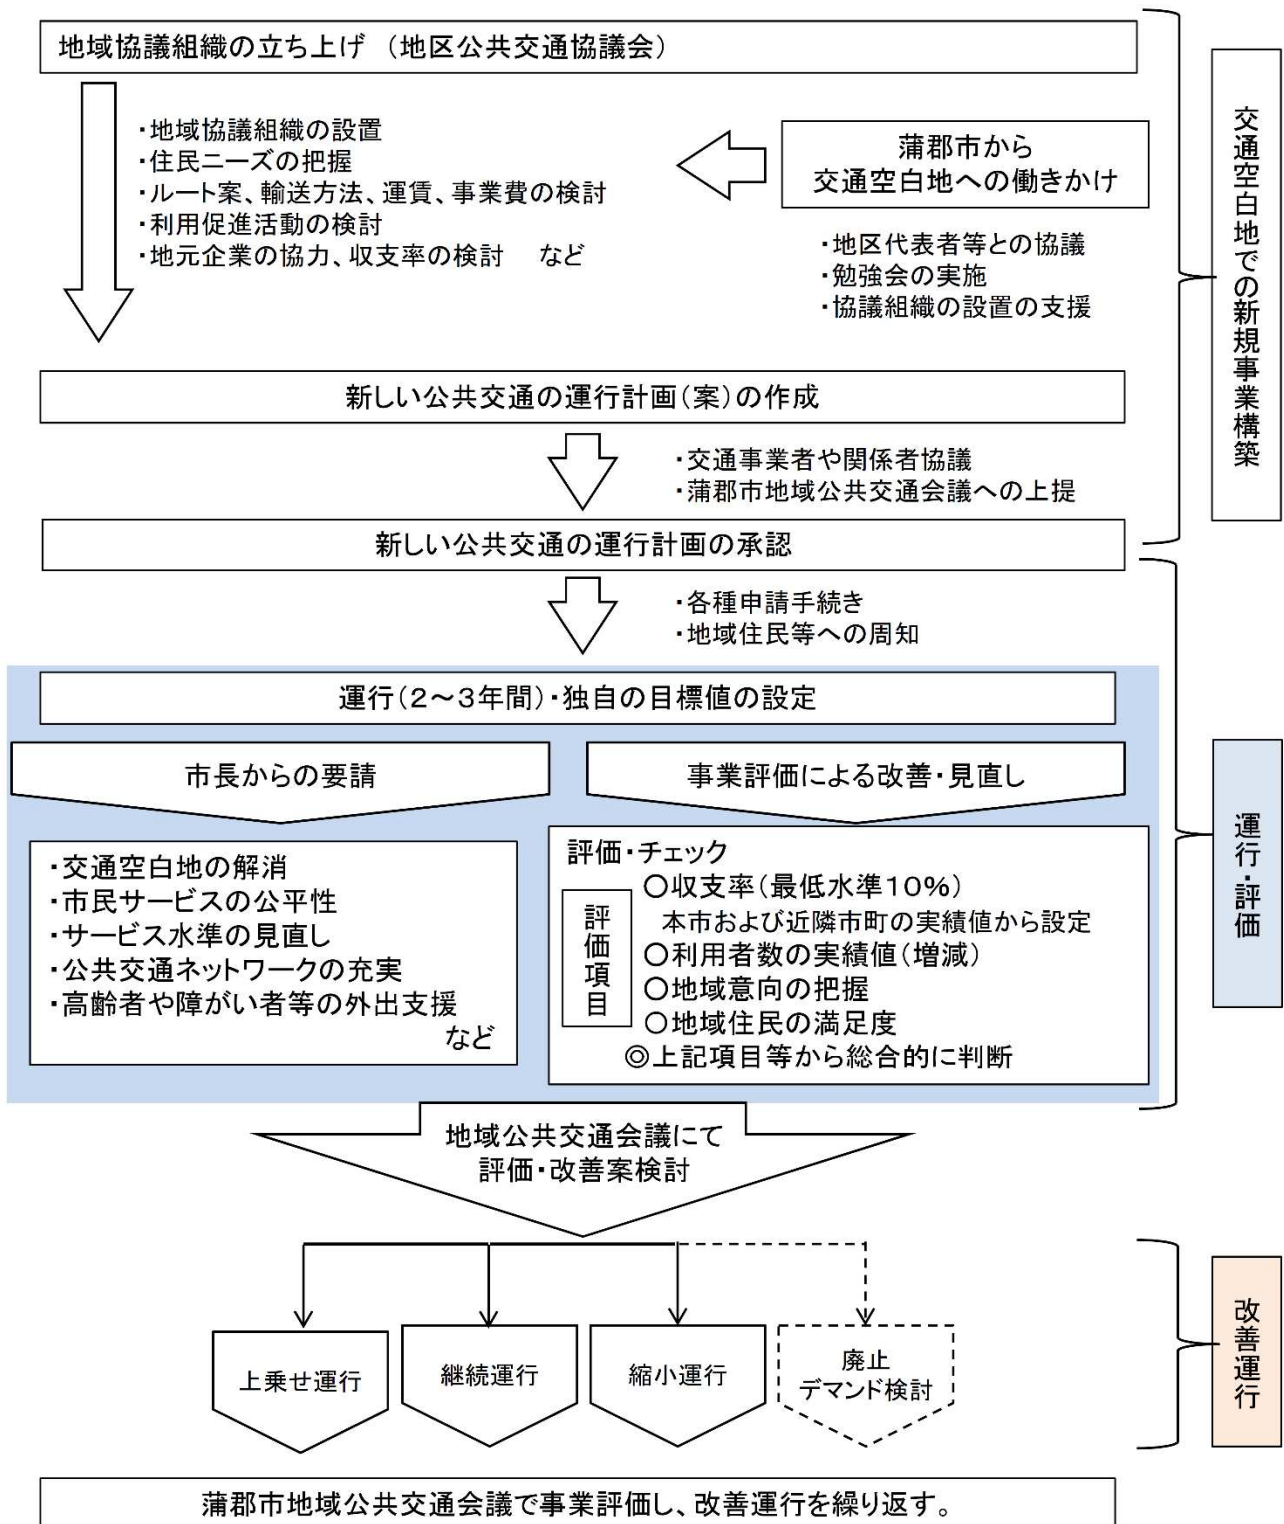 地域協議組織の立ち上げ （地区公共交通協議会）
・地域協議組織の設置
・住民ニーズの把握
・ルート案、輸送方法、運賃、事業費の検討
・利用促進活動の検討
・地元企業の協力、収支率の検討　など
蒲郡市から
交通空白地への働きかけ
・地区代表者等との協議
・勉強会の実施
・協議組織の設置の支援
交通空白地での新規事業構築
新しい公共交通の運行計画（案）の作成
・交通事業者や関係者協議
・蒲郡市地域公共交通会議への上提
新しい公共交通の運行計画の承認
・各種申請手続き
・地域住民等への周知
運行（２～３年間）・独自の目標値の設定
市長からの要請
・交通空白地の解消
・市民サービスの公平性
・サービス水準の見直し
・公共交通ネットワークの充実
・高齢者や障がい者等の外出支援
など
事業評価による改善・見直し
評価・チェック
評価項目
〇収支率（最低水準１０％）
本市および近隣市町の実績値から設定
〇利用者数の実績値（増減）
〇地域意向の把握
〇地域住民の満足度
◎上記項目等から総合的に判断
運行・評価
地域公共交通会議にて
評価・改善案検討
上乗せ運行
継続運行
縮小運行
廃止
デマンド検討
改善運行
蒲郡市地域公共交通会議で事業評価し、改善運行を繰り返す。